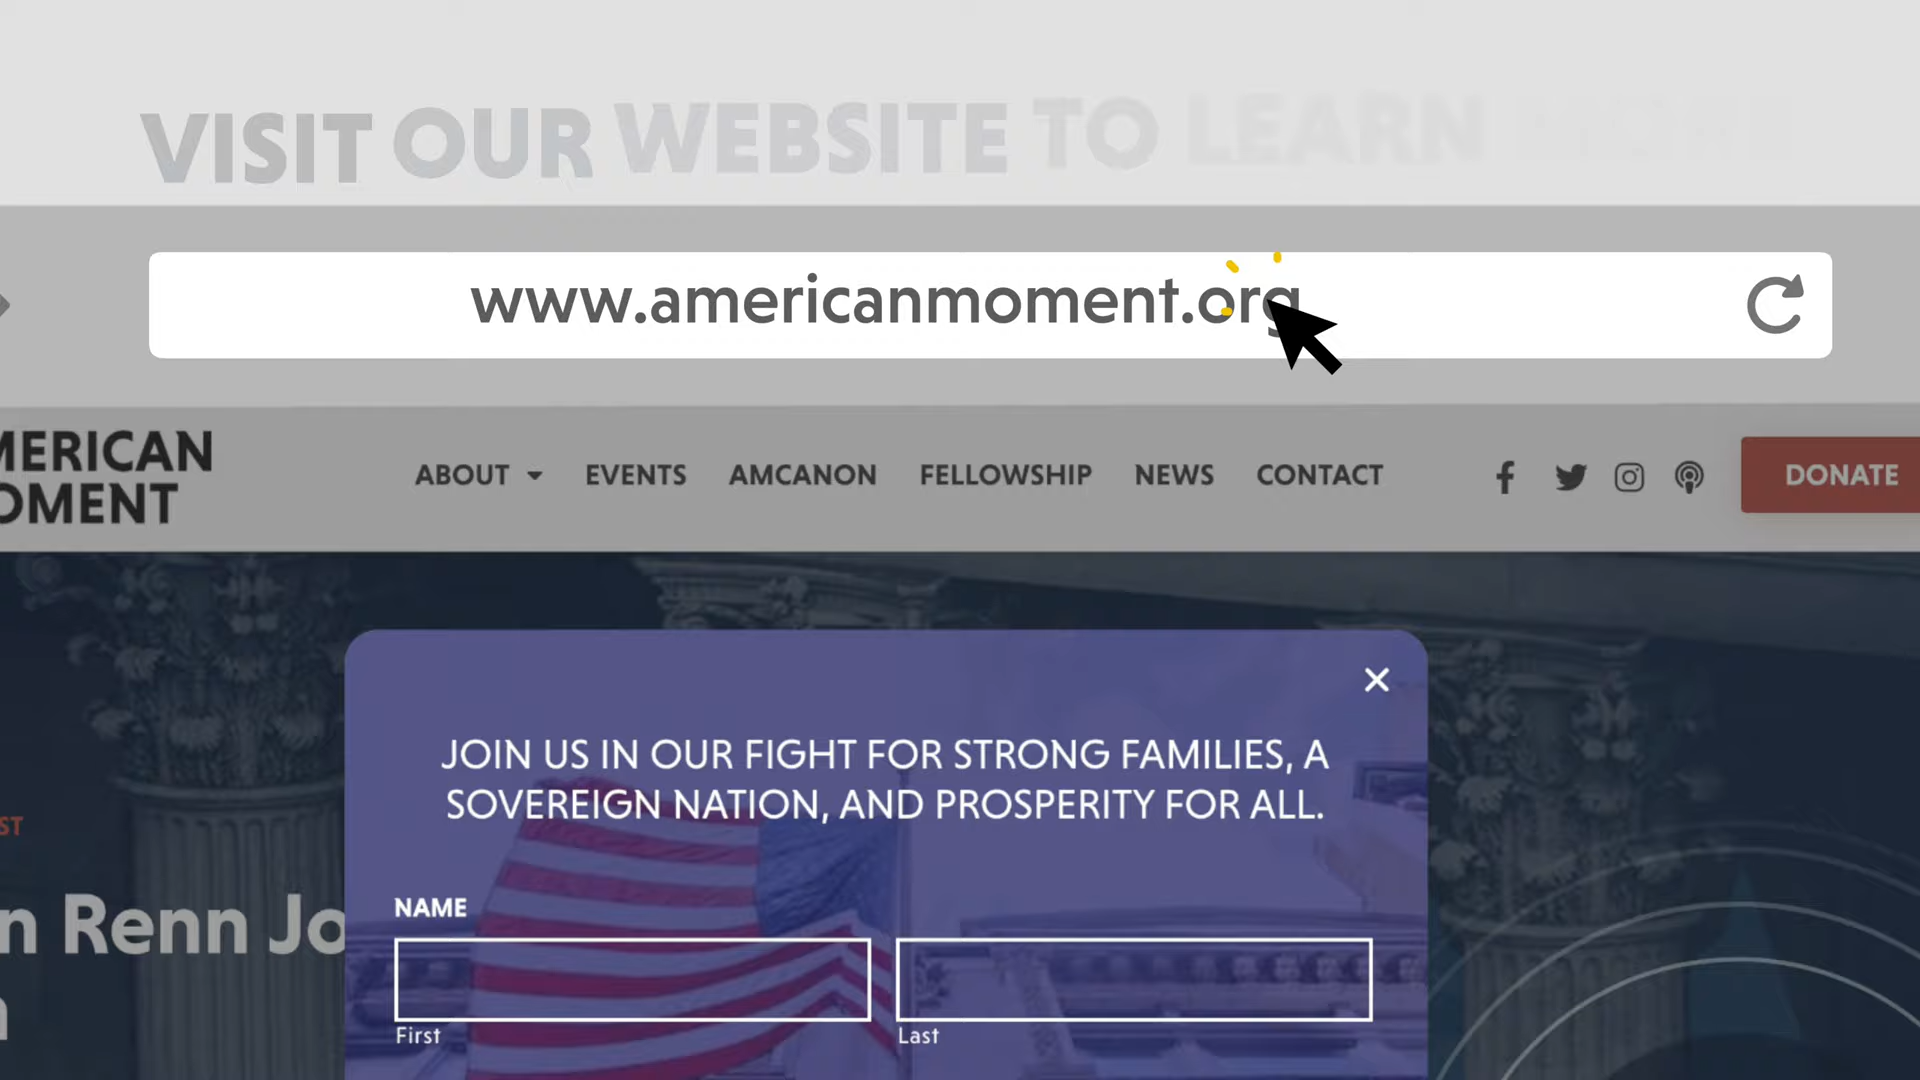 VISIT OUR WEBSITE TO LEARN
www.americanmoment.org
MERICAN
OMENT
ABOUT EVENTS AMCANON FELLOWSHIP NEWS CONTACT
DONATE
JOIN US IN OUR FIGHT FOR STRONG FAMILIES, A
SOVEREIGN NATION, AND PROSPERITY FOR ALL.
ST
n Renn Jo
NAME
First Last